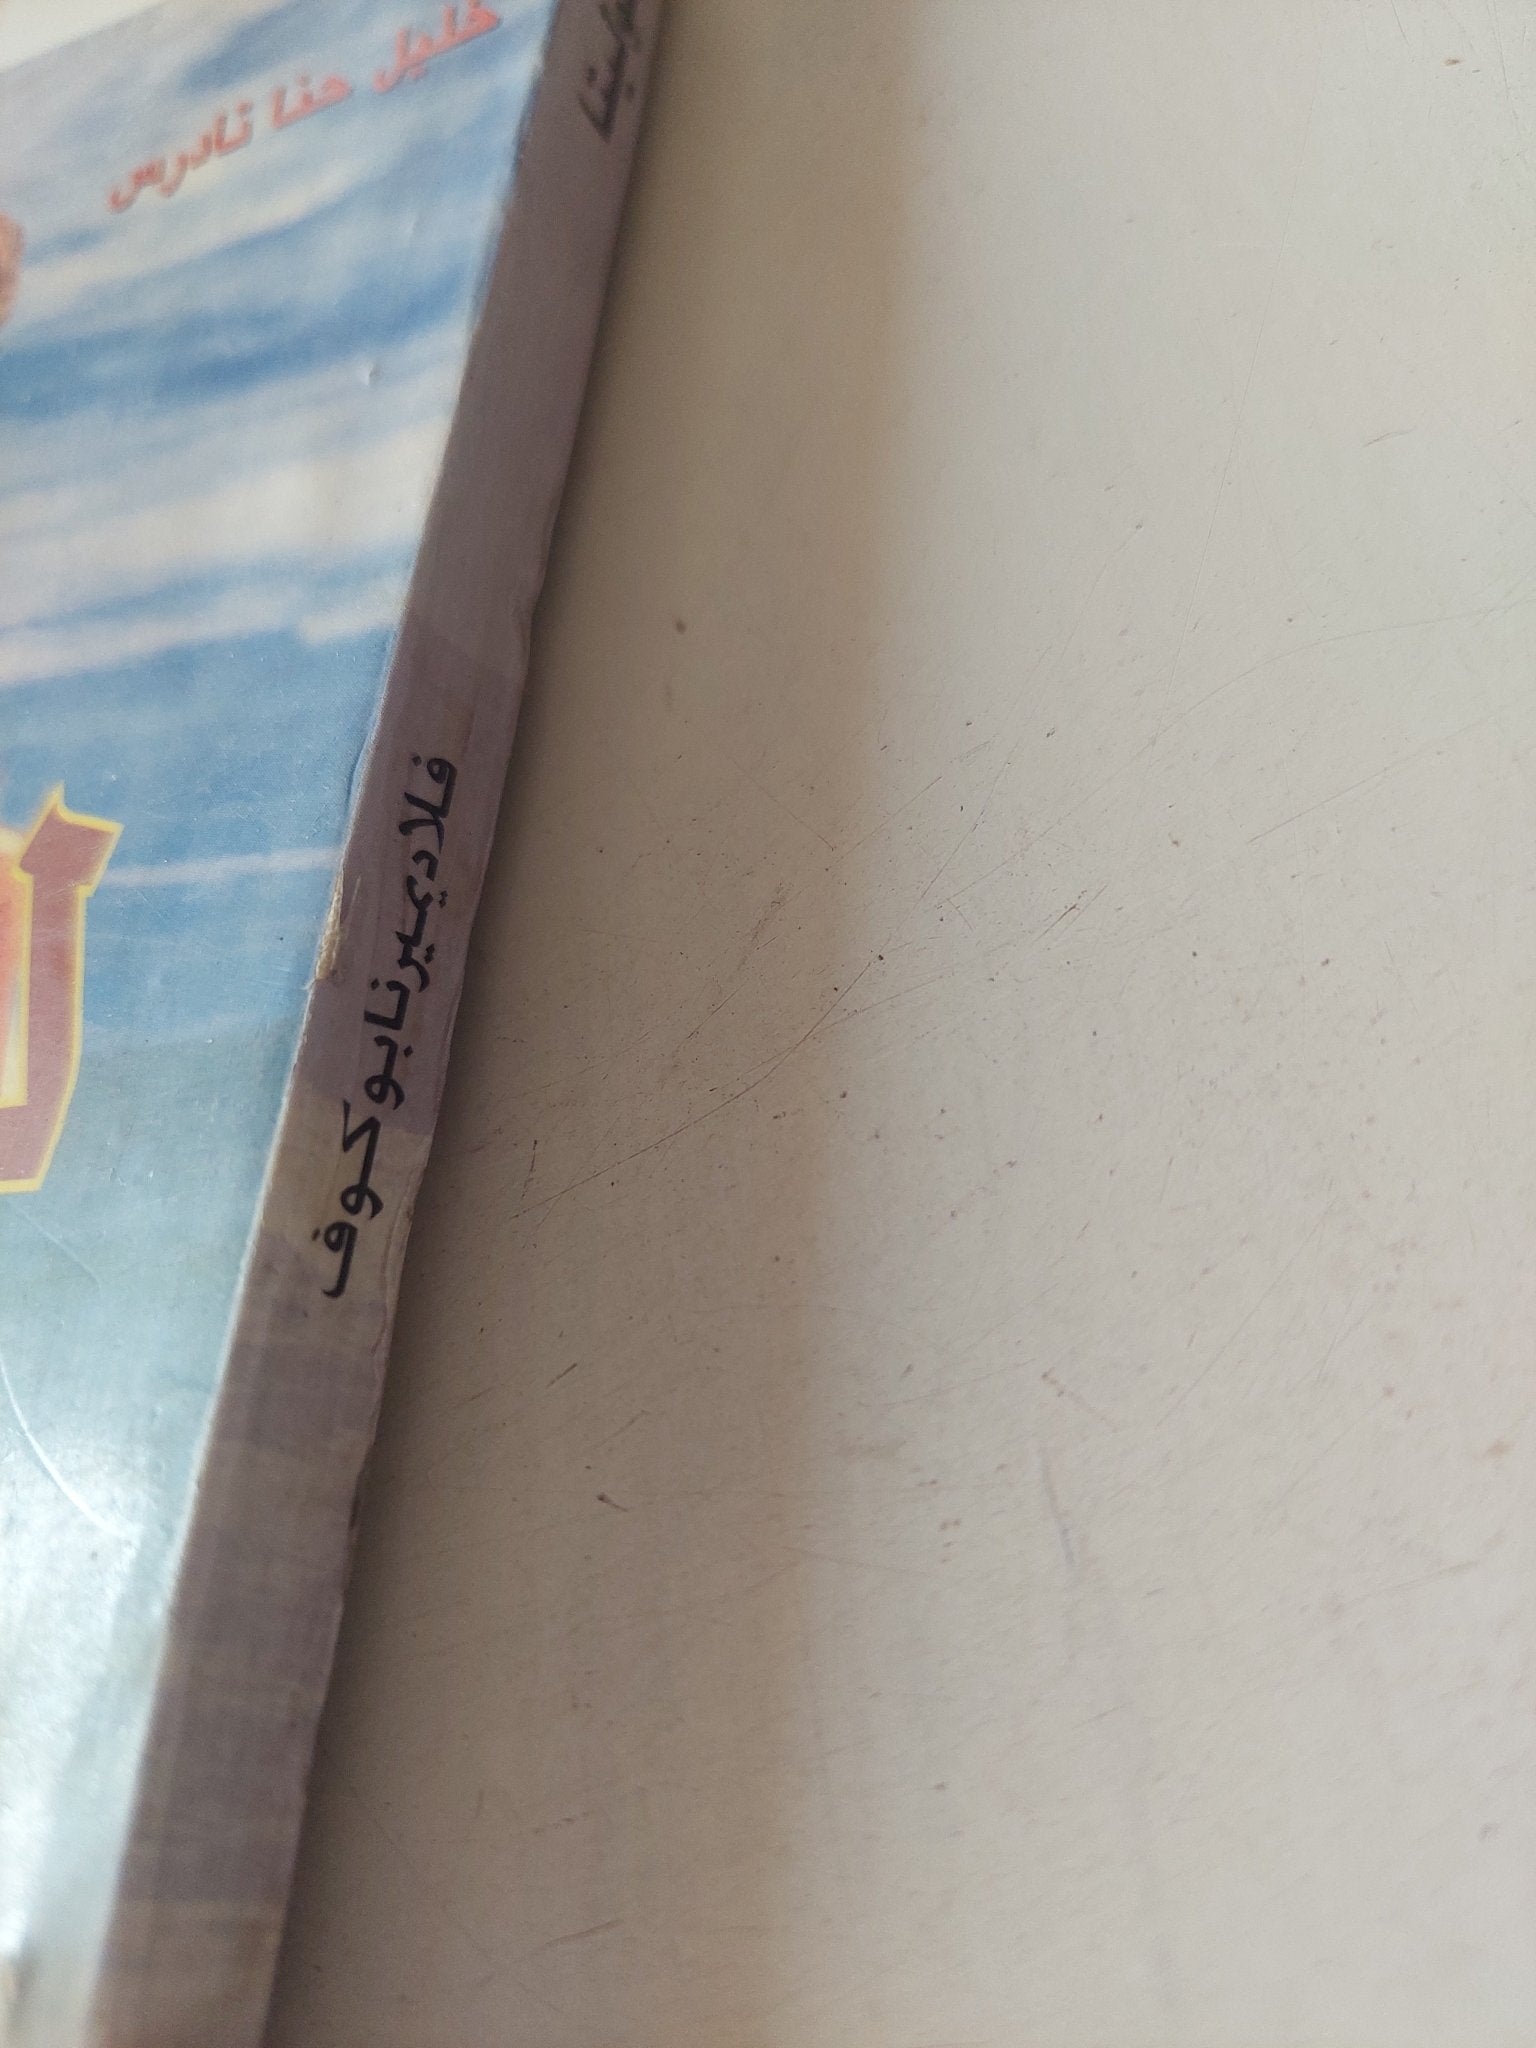 خليل حنا تادرس
فلاديمير نابوكوف